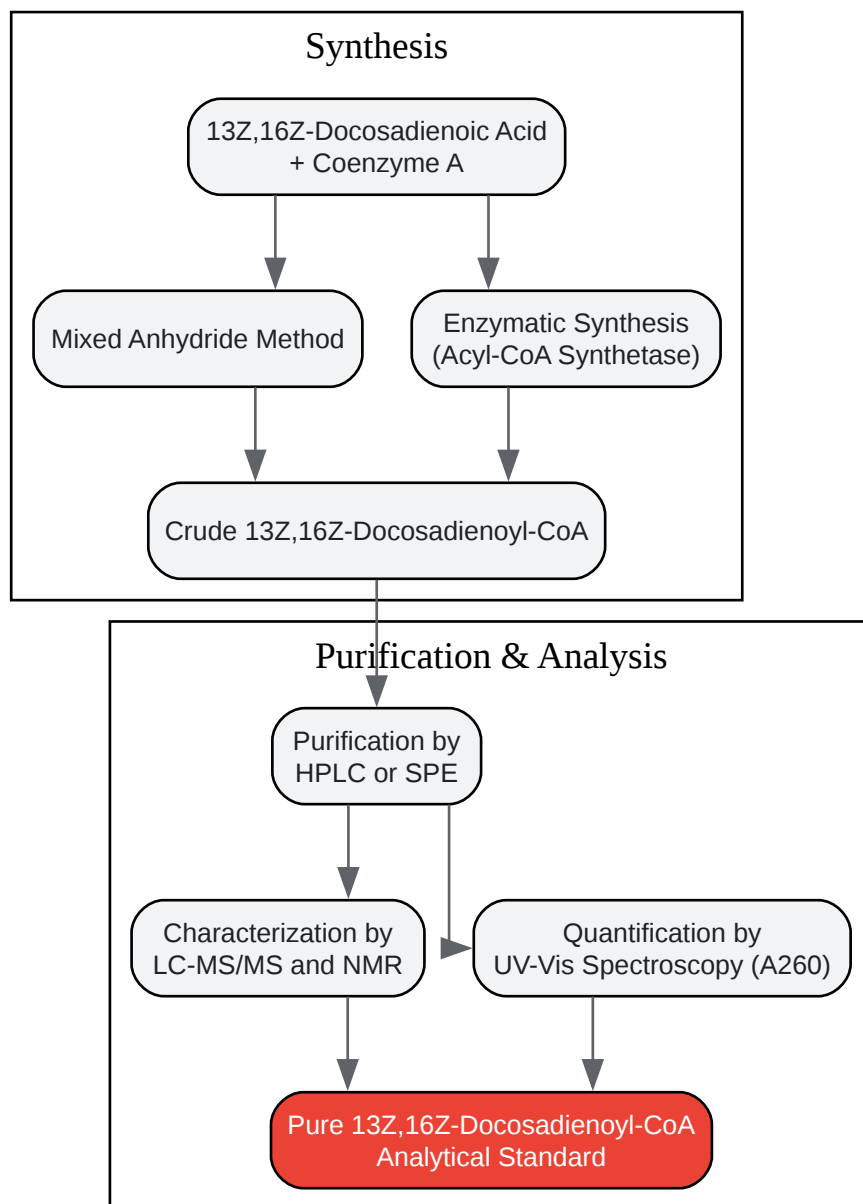 Synthesis
13Z,16Z-Docosadienoic Acid
+ Coenzyme A
Mixed Anhydride Method
Enzymatic Synthesis
(Acyl-CoA Synthetase)
Crude 13Z,16Z-Docosadienoyl-CoA
Purification & Analysis
Purification by
HPLC or SPE
Characterization by
LC-MS/MS and NMR
Quantification by
UV-Vis Spectroscopy (A260)
Pure 13Z,16Z-Docosadienoyl-CoA
Analytical Standard